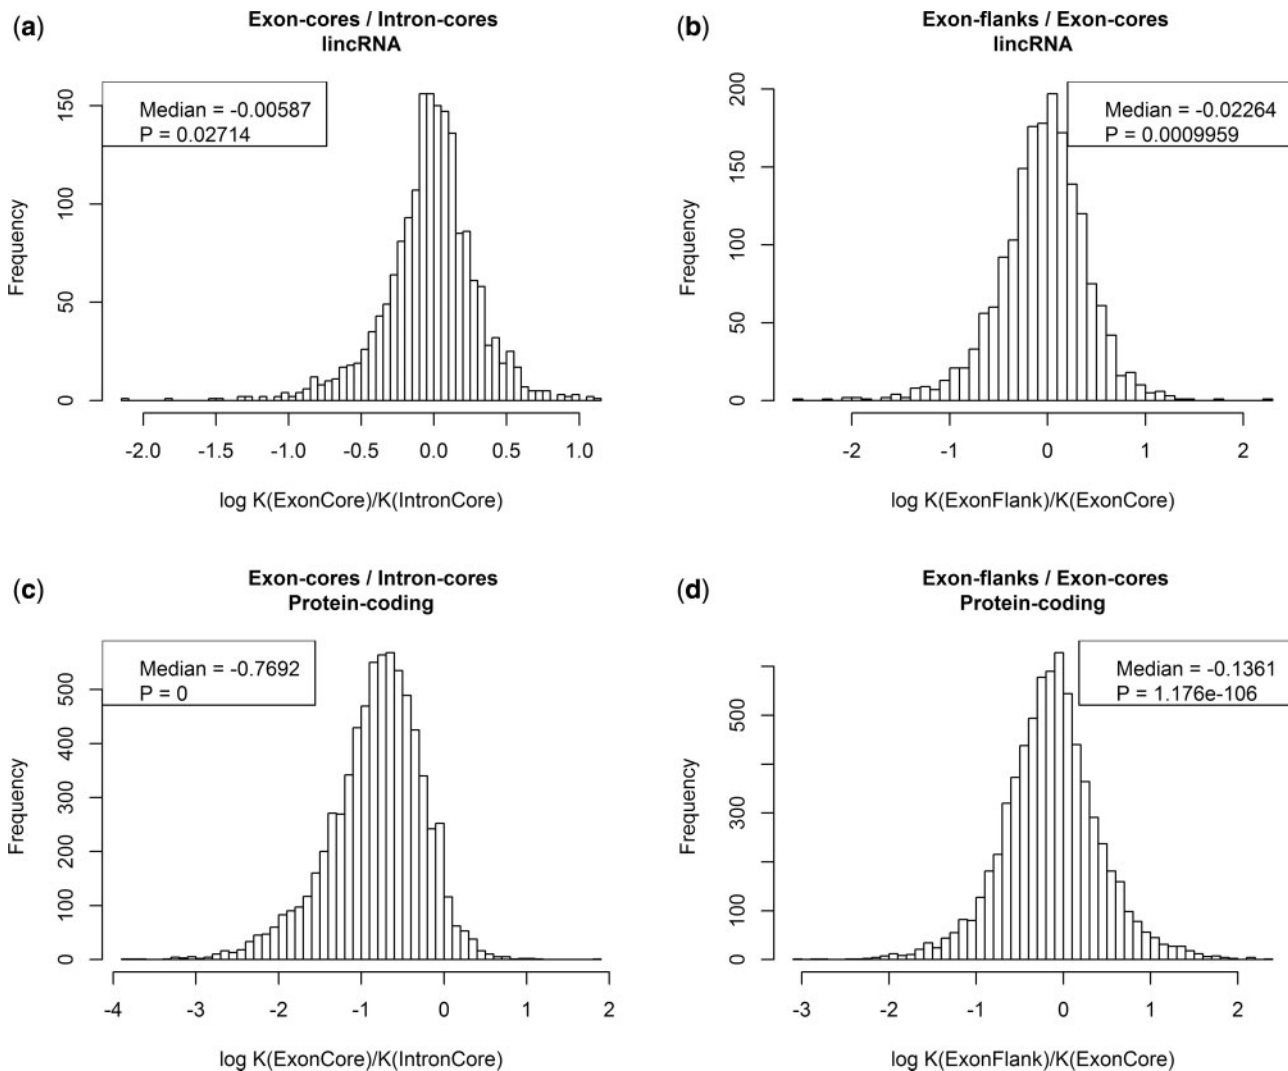 (a)
Exon-cores / Intron-cores
lincRNA
Median = -0.00587
P = 0.02714
Frequency
150
100
50
0
-2.0 -1.5 -1.0 -0.5 0.0 0.5 1.0
log K(ExonCore)/K(IntronCore)
(b)
Exon-flanks / Exon-cores
lincRNA
Median = -0.02264
P = 0.0009959
Frequency
200
150
100
50
0
-2 -1 0 1 2
log K(ExonFlank)/K(ExonCore)
(c)
Exon-cores / Intron-cores
Protein-coding
Median = -0.7692
P = 0
Frequency
500
400
300
200
100
0
-4 -3 -2 -1 0 1 2
log K(ExonCore)/K(IntronCore)
(d)
Exon-flanks / Exon-cores
Protein-coding
Median = -0.1361
P = 1.176e-106
Frequency
500
300
100
0
-3 -2 -1 0 1 2
log K(ExonFlank)/K(ExonCore)